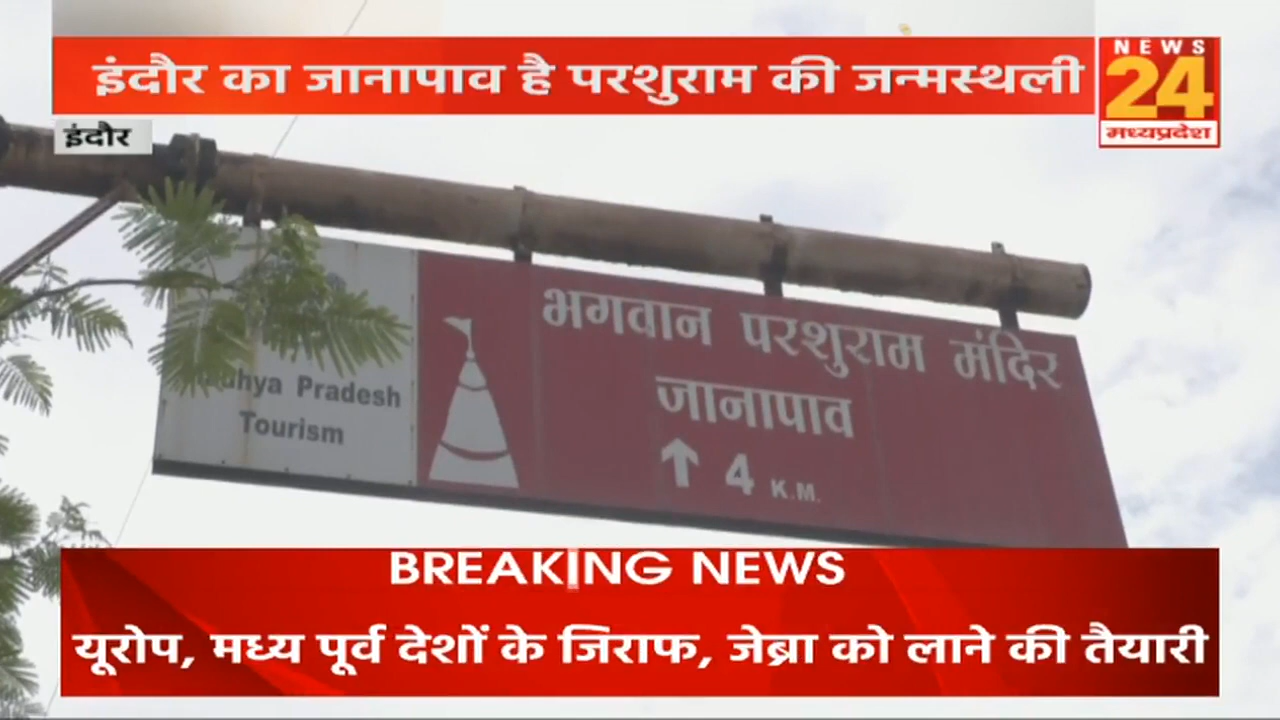 इंदौर का जानापाव है परशुराम की जन्मस्थली
NEWS
24
मध्यप्रदेश
इंदौर
Pradesh
Tourism
भगवान परशुराम मंदिर
जानापाव
4 K.M.
BREAKING NEWS
यूरोप, मध्य पूर्व देशों के जिराफ, जेब्रा को लाने की तैयारी